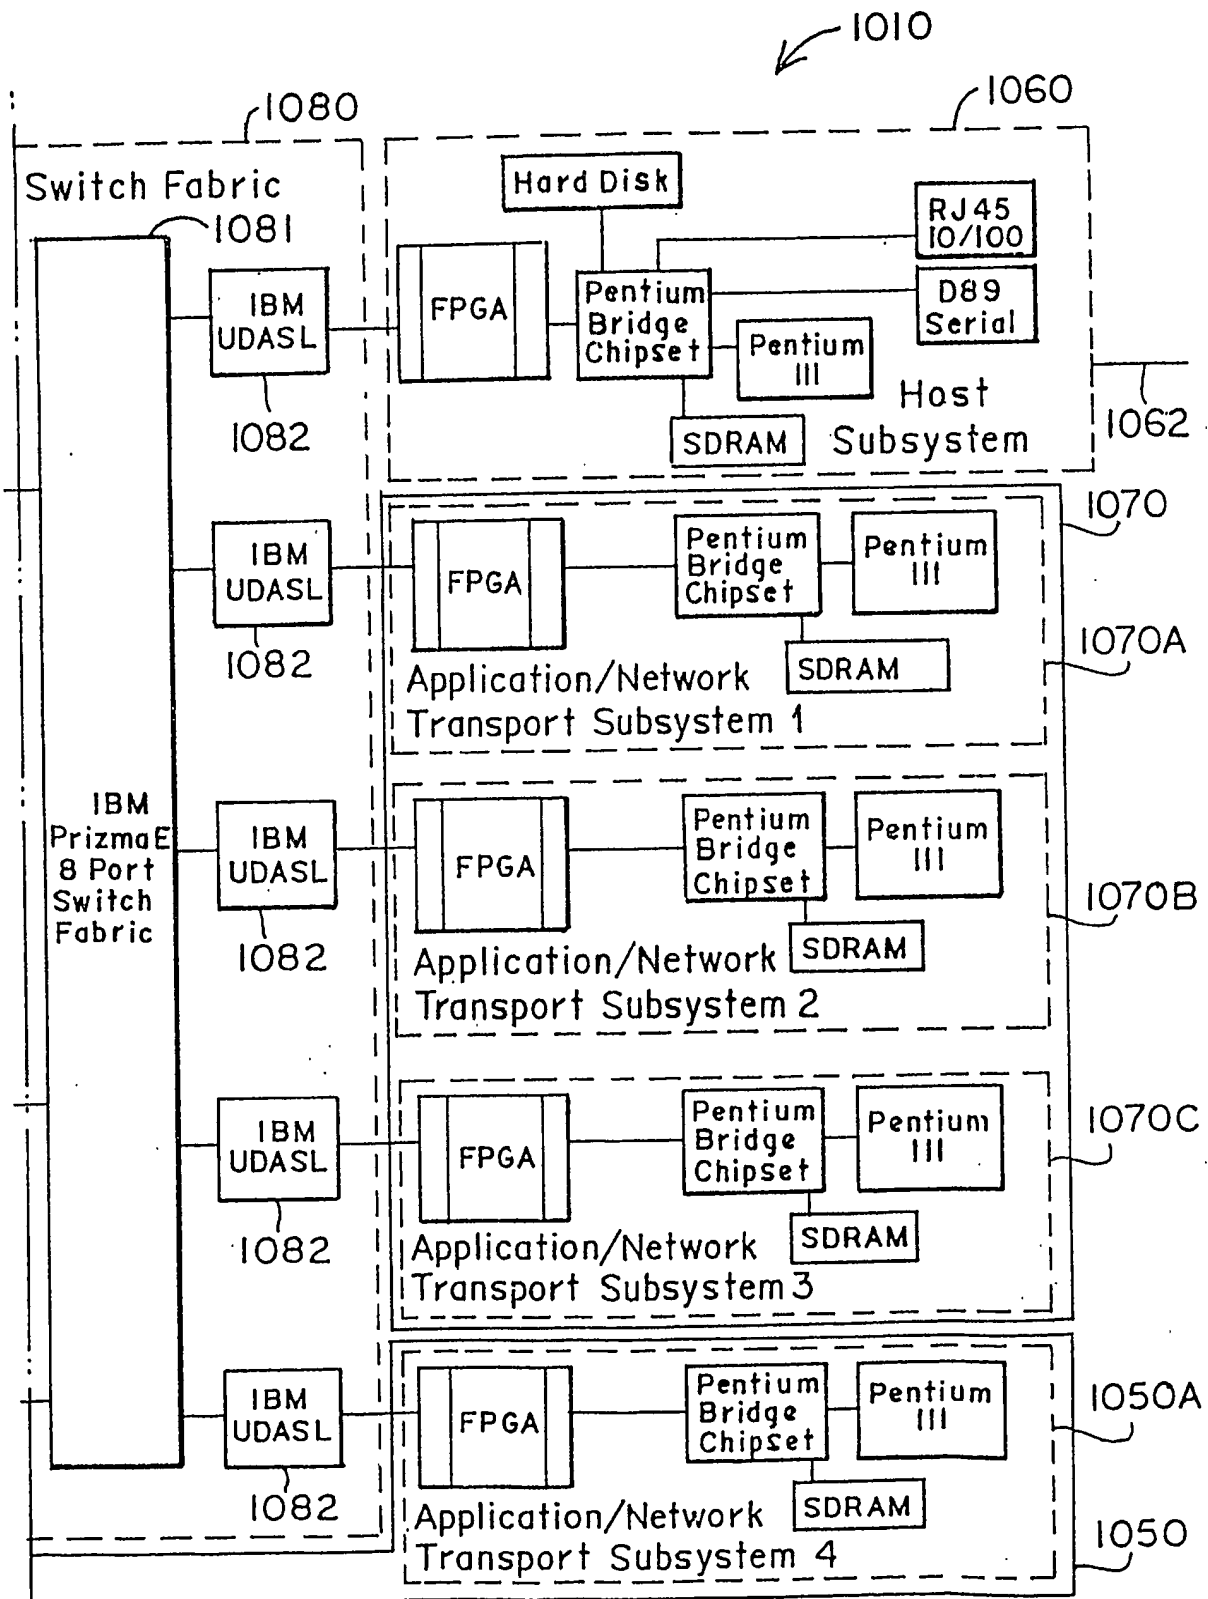 1010
1080
1060
Switch Fabric
1081
Hard Disk
RJ45
10/100
IBM
UDASL
FPGA
Pentium
Bridge
Chipset
D89
Serial
Pentium
III
1082
SDRAM
Host
Subsystem
1062
1070
IBM
UDASL
FPGA
Pentium
Bridge
Chipset
Pentium
III
1082
SDRAM
1070A
Application/Network
Transport Subsystem 1
IBM
PrizmaE
8 Port
Switch
Fabric
IBM
UDASL
FPGA
Pentium
Bridge
Chipset
Pentium
III
1070B
1082
SDRAM
Application/Network
Transport Subsystem 2
IBM
UDASL
FPGA
Pentium
Bridge
Chipset
Pentium
III
1070C
1082
SDRAM
Application/Network
Transport Subsystem 3
IBM
UDASL
FPGA
Pentium
Bridge
Chipset
Pentium
III
1050A
1082
SDRAM
Application/Network
Transport Subsystem 4
1050